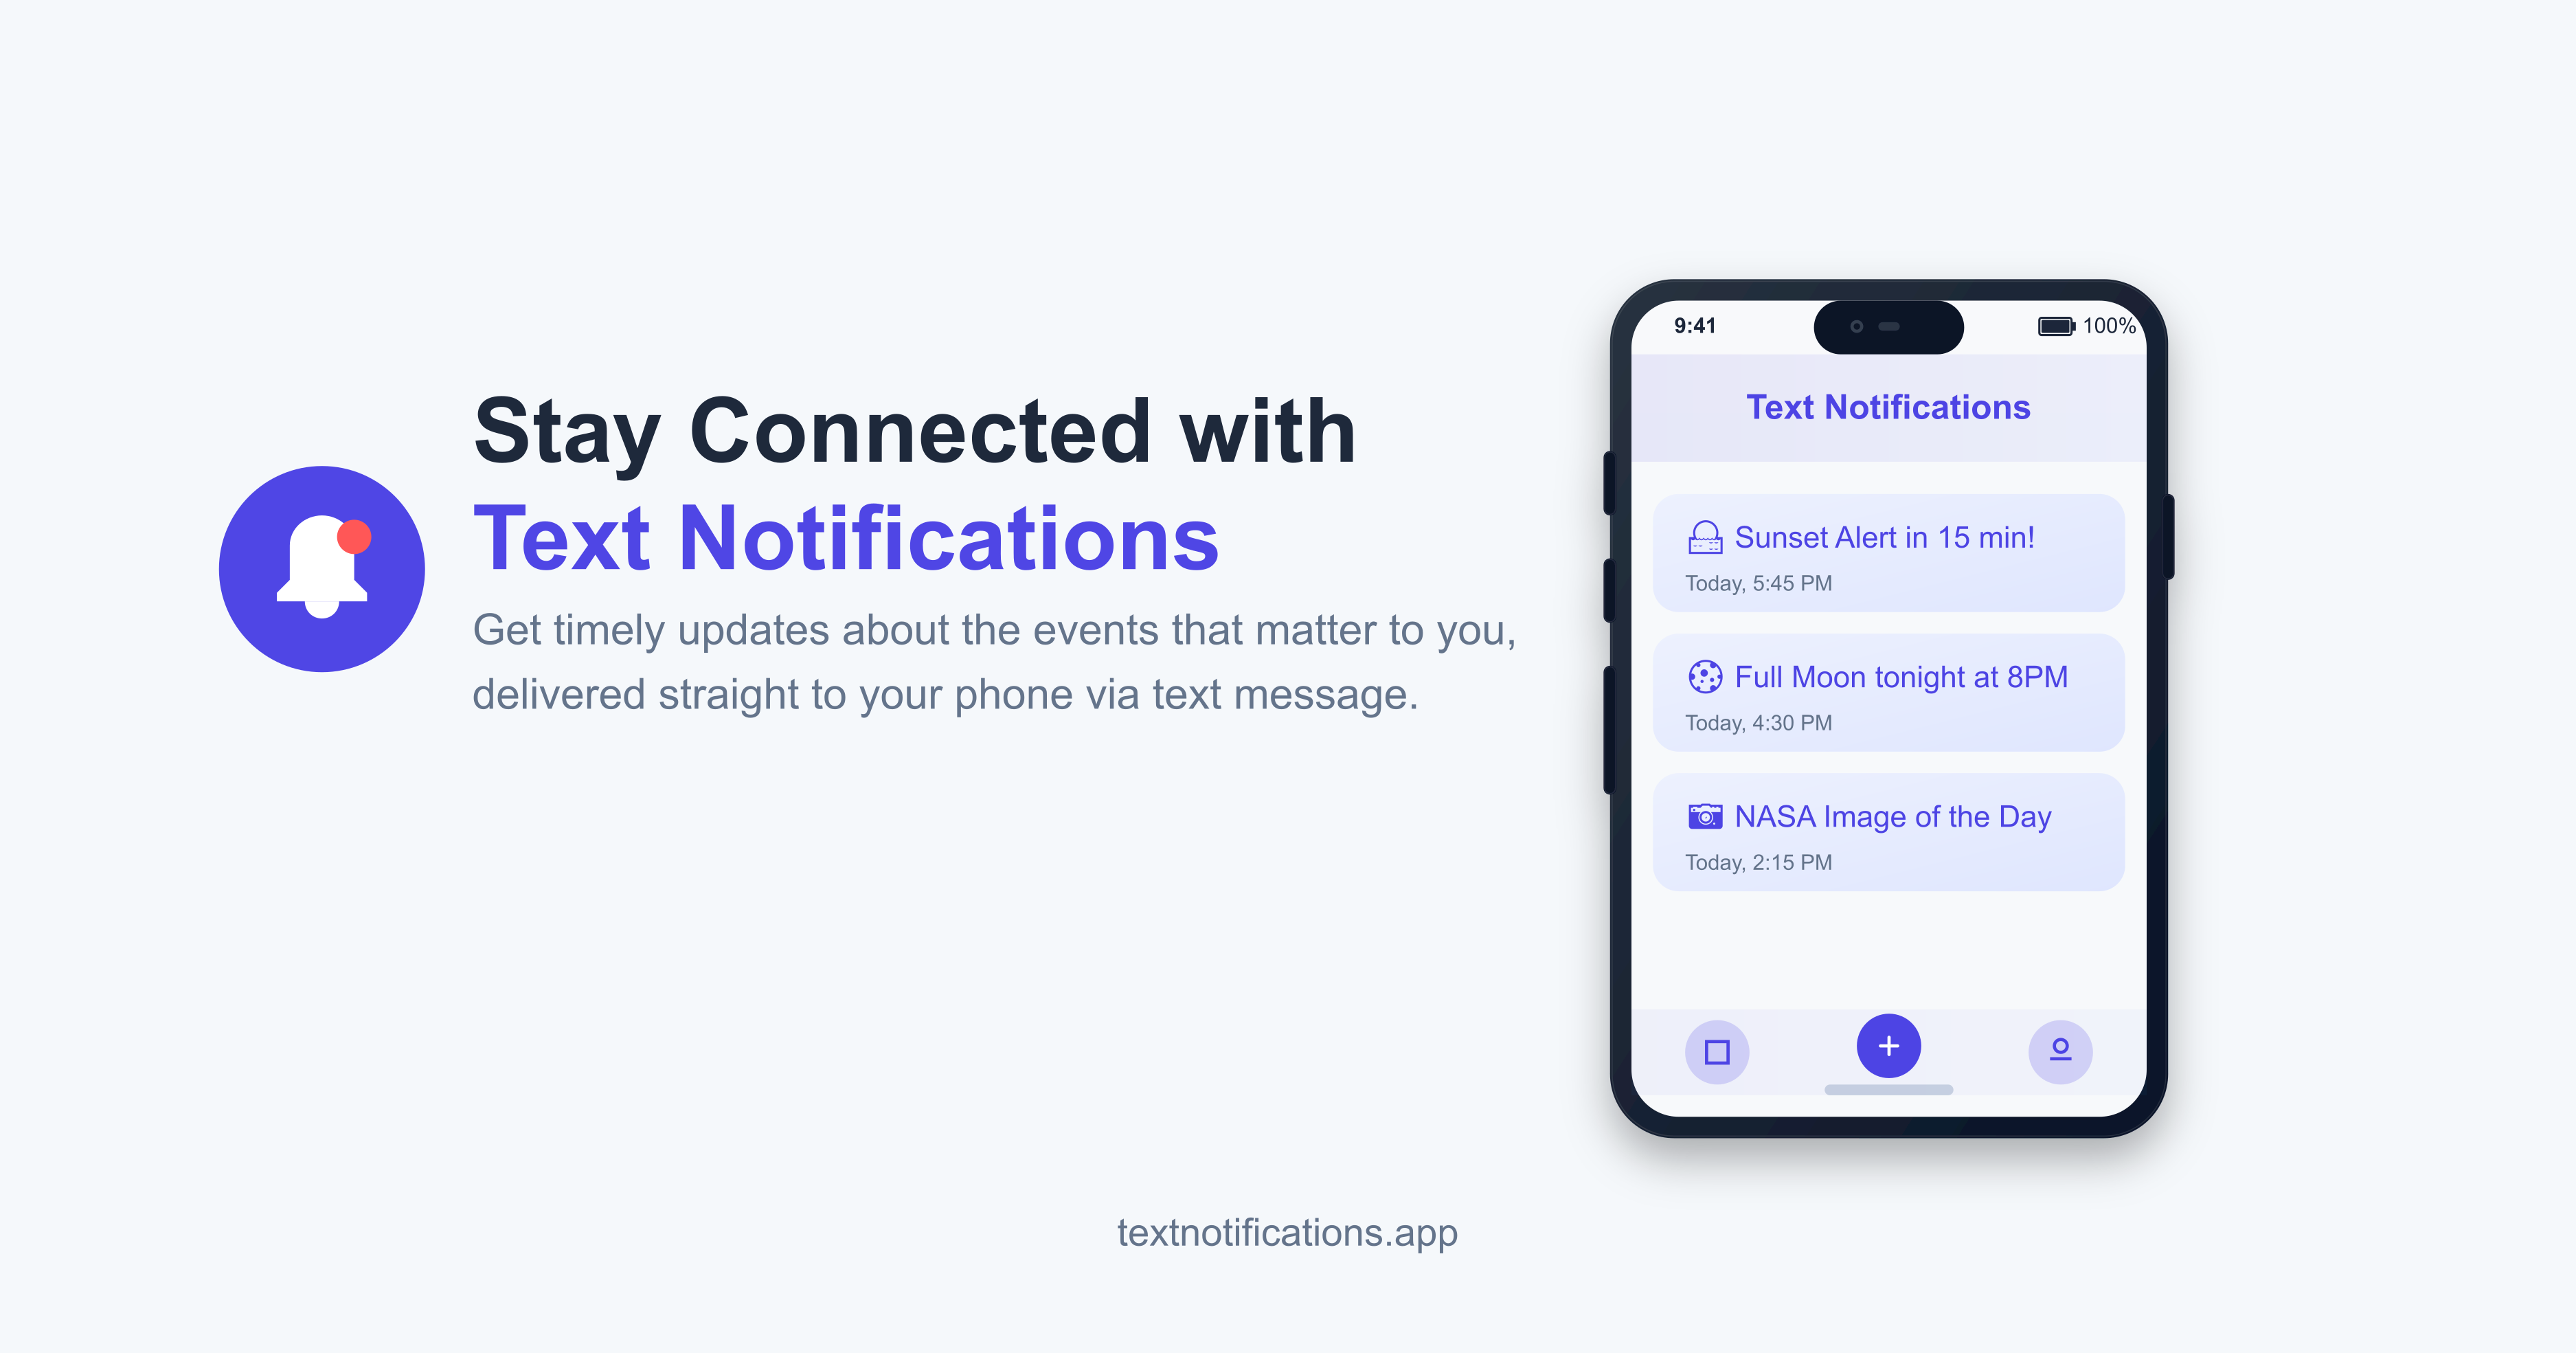 Stay Connected with
Text Notifications
Get timely updates about the events that matter to you,
delivered straight to your phone via text message.
9:41
100%
Text Notifications
Sunset Alert in 15 min!
Today, 5:45 PM
Full Moon tonight at 8PM
Today, 4:30 PM
NASA Image of the Day
Today, 2:15 PM
textnotifications.app